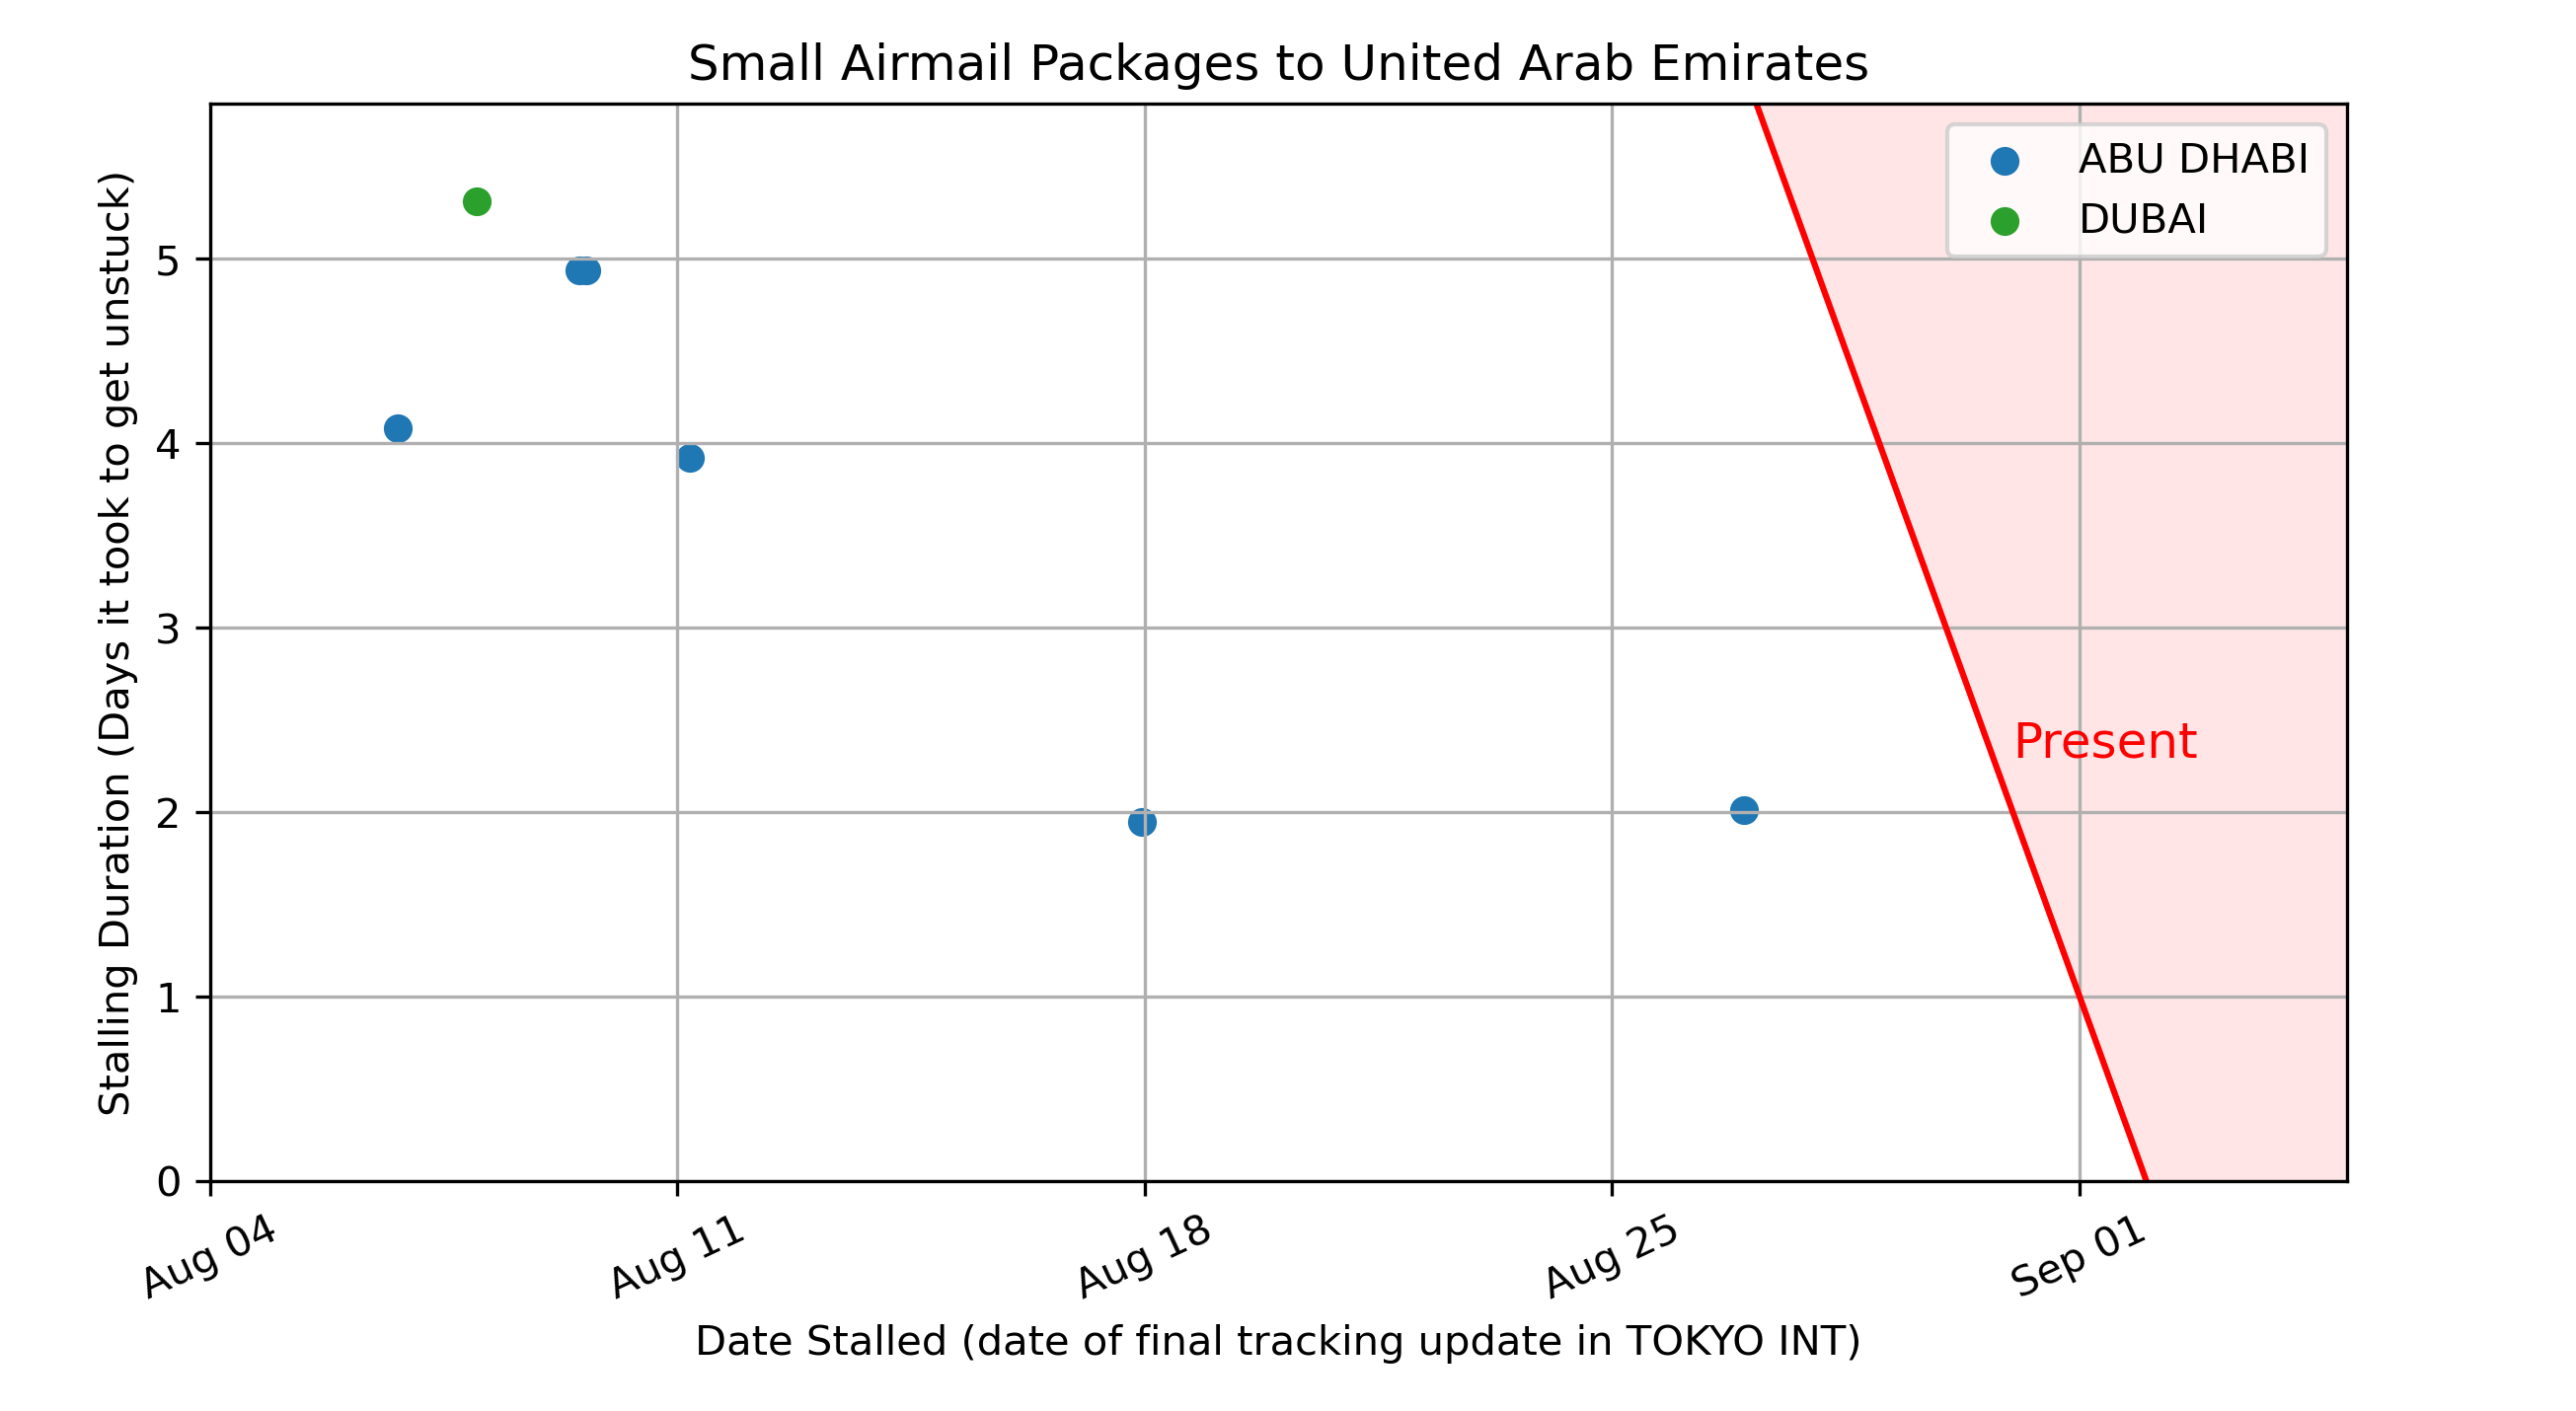 Small Airmail Packages to United Arab Emirates
ABU DHABI
DUBAI
Present
Stalling Duration (Days it took to get unstuck)
5
4
3
2
1
0
Aug 04
Aug 11
Aug 18
Aug 25
Sep 01
Date Stalled (date of final tracking update in TOKYO INT)